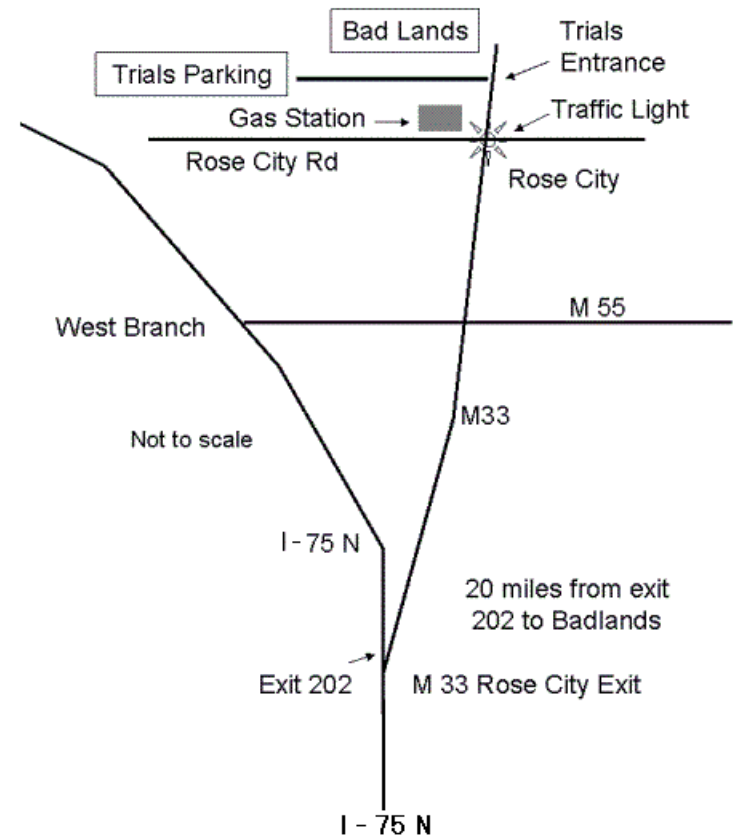 Bad Lands
Trials
Entrance
Trials Parking
Gas Station
Traffic Light
Rose City Rd
Rose City
M 55
West Branch
M33
Not to scale
I - 75 N
20 miles from exit
202 to Badlands
Exit 202
M 33 Rose City Exit
I - 75 N